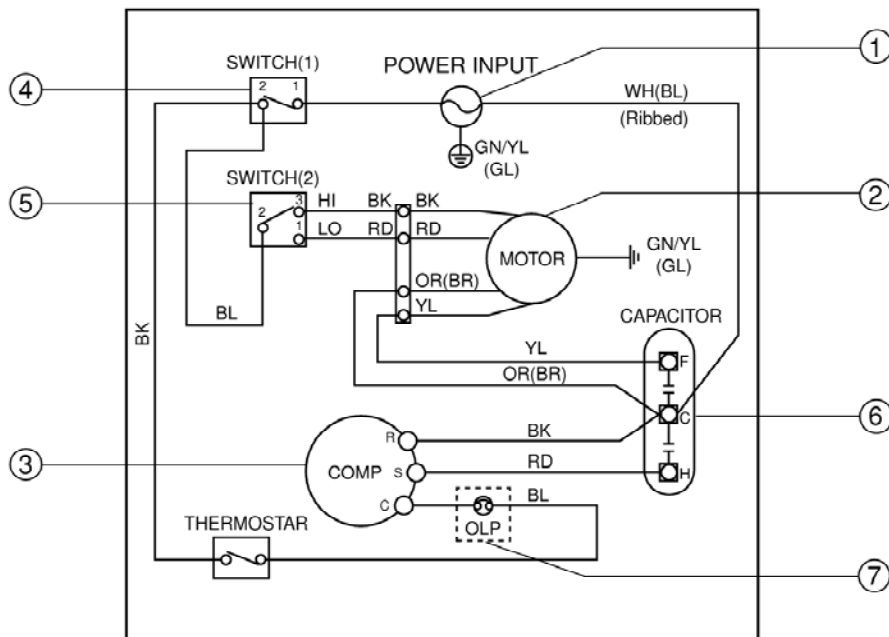 SWITCH(1)
2 1
POWER INPUT
1
4
WH(BL)
(Ribbed)
GN/YL
(GL)
SWITCH(2)
5
2 3 1
HI BK BK
LO RD RD
2
MOTOR
GN/YL
(GL)
OR(BR)
YL
BL
BK
CAPACITOR
YL
F
OR(BR)
C
6
R
BK
3
COMP
S
RD
H
C
BL
OLP
THERMOSTAR
7